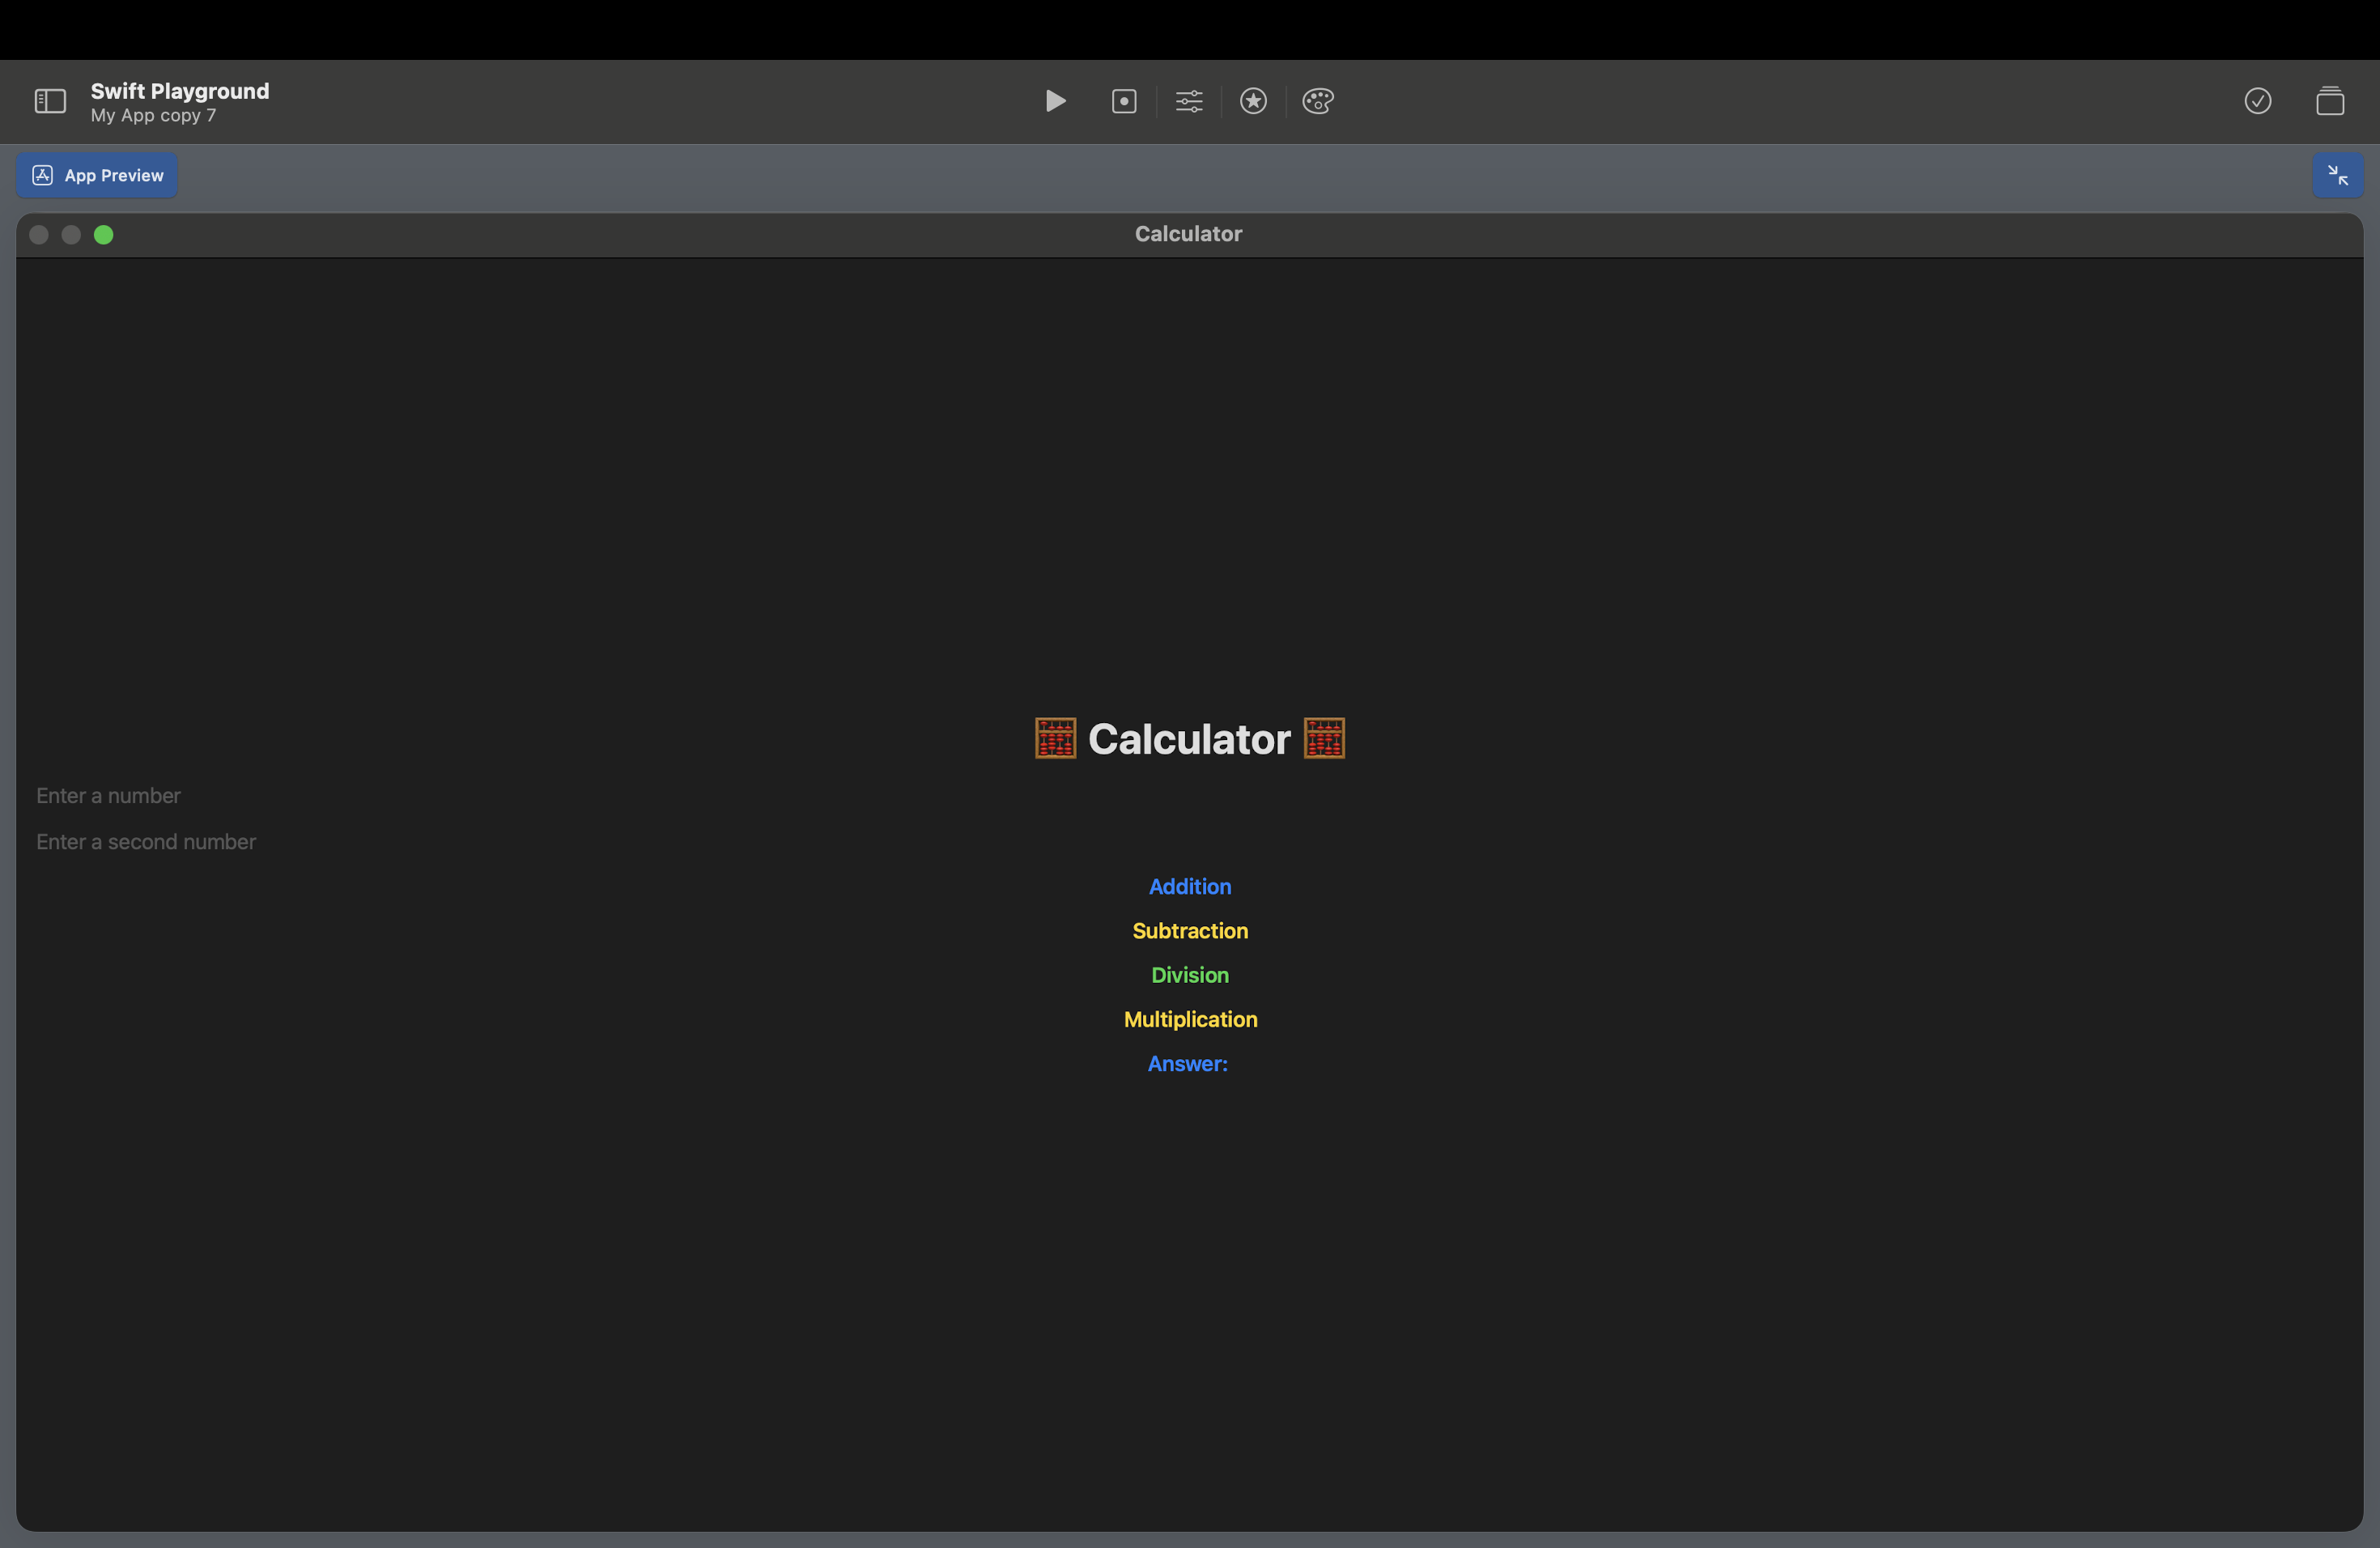 Swift Playground
My App copy 7
App Preview
Calculator
🧮 Calculator 🧮
Enter a number
Enter a second number
Addition
Subtraction
Division
Multiplication
Answer: